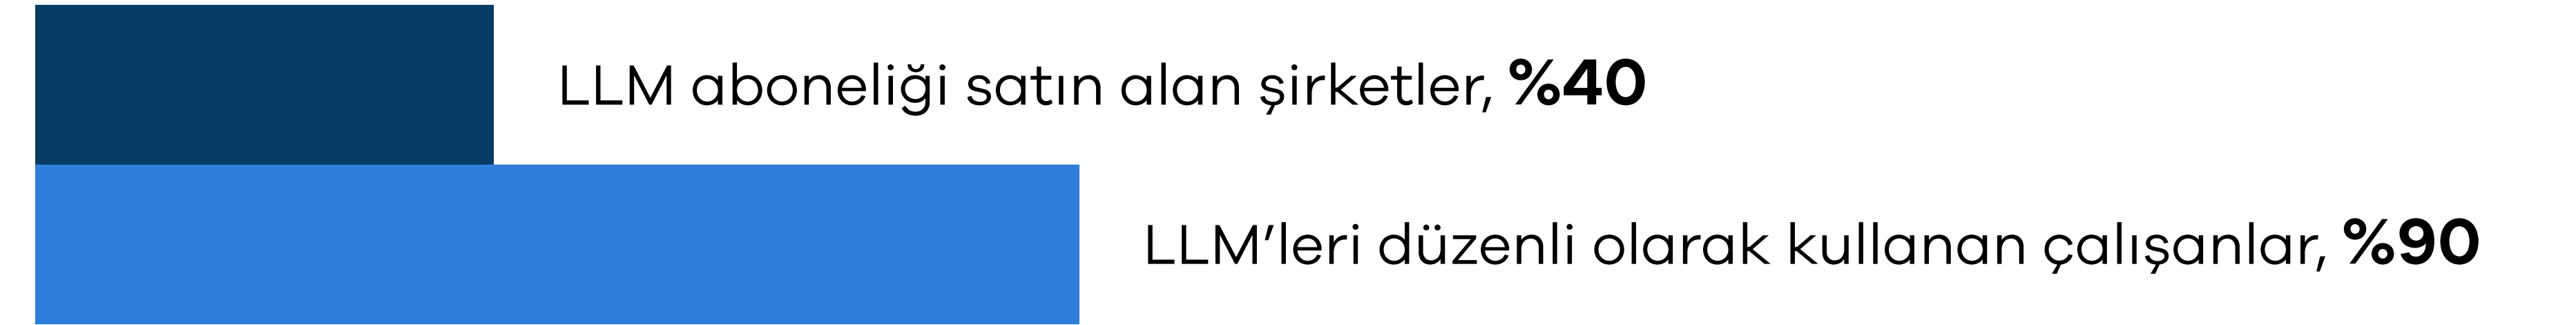 LLM aboneliği satın alan şirketler, %40
LLM’leri düzenli olarak kullanan çalışanlar, %90